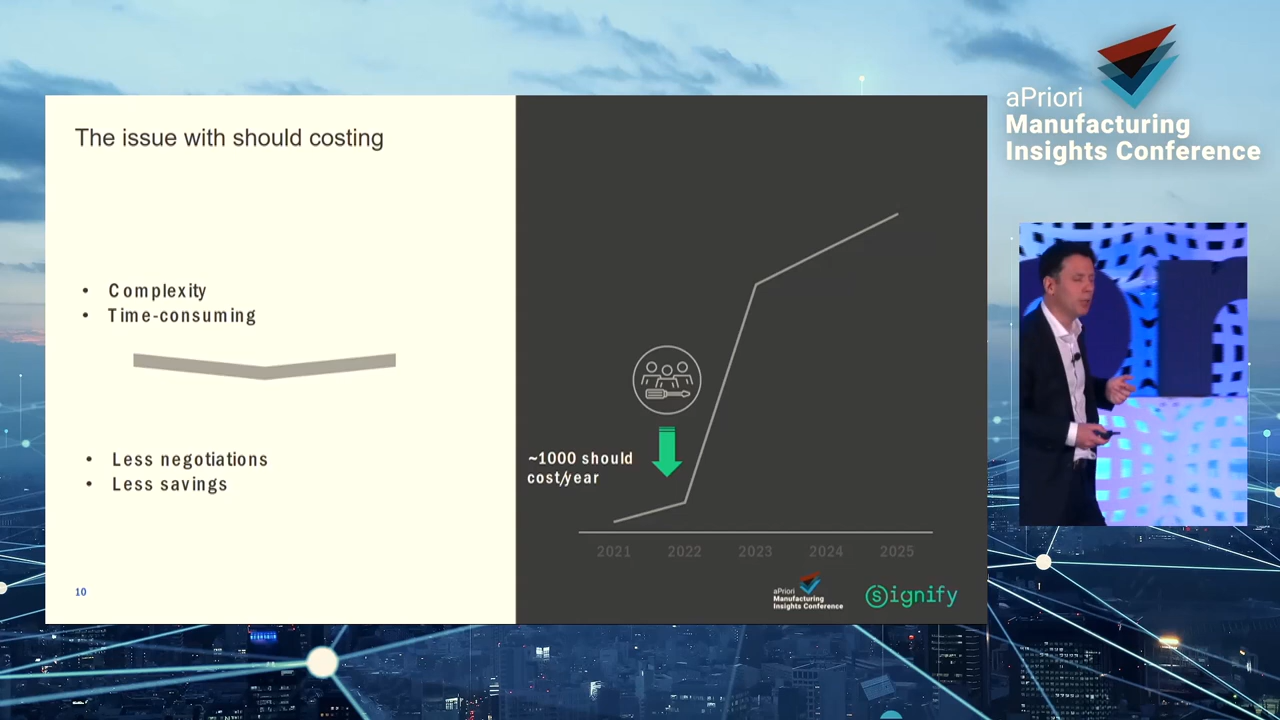 The issue with should costing
• Complexity
• Time-consuming
• Less negotiations
• Less savings
10
~1000 should
cost/year
2021 2022 2023 2024 2025
aPriori
Manufacturing
Insights Conference
signify
aPriori
Manufacturing
Insights Conference